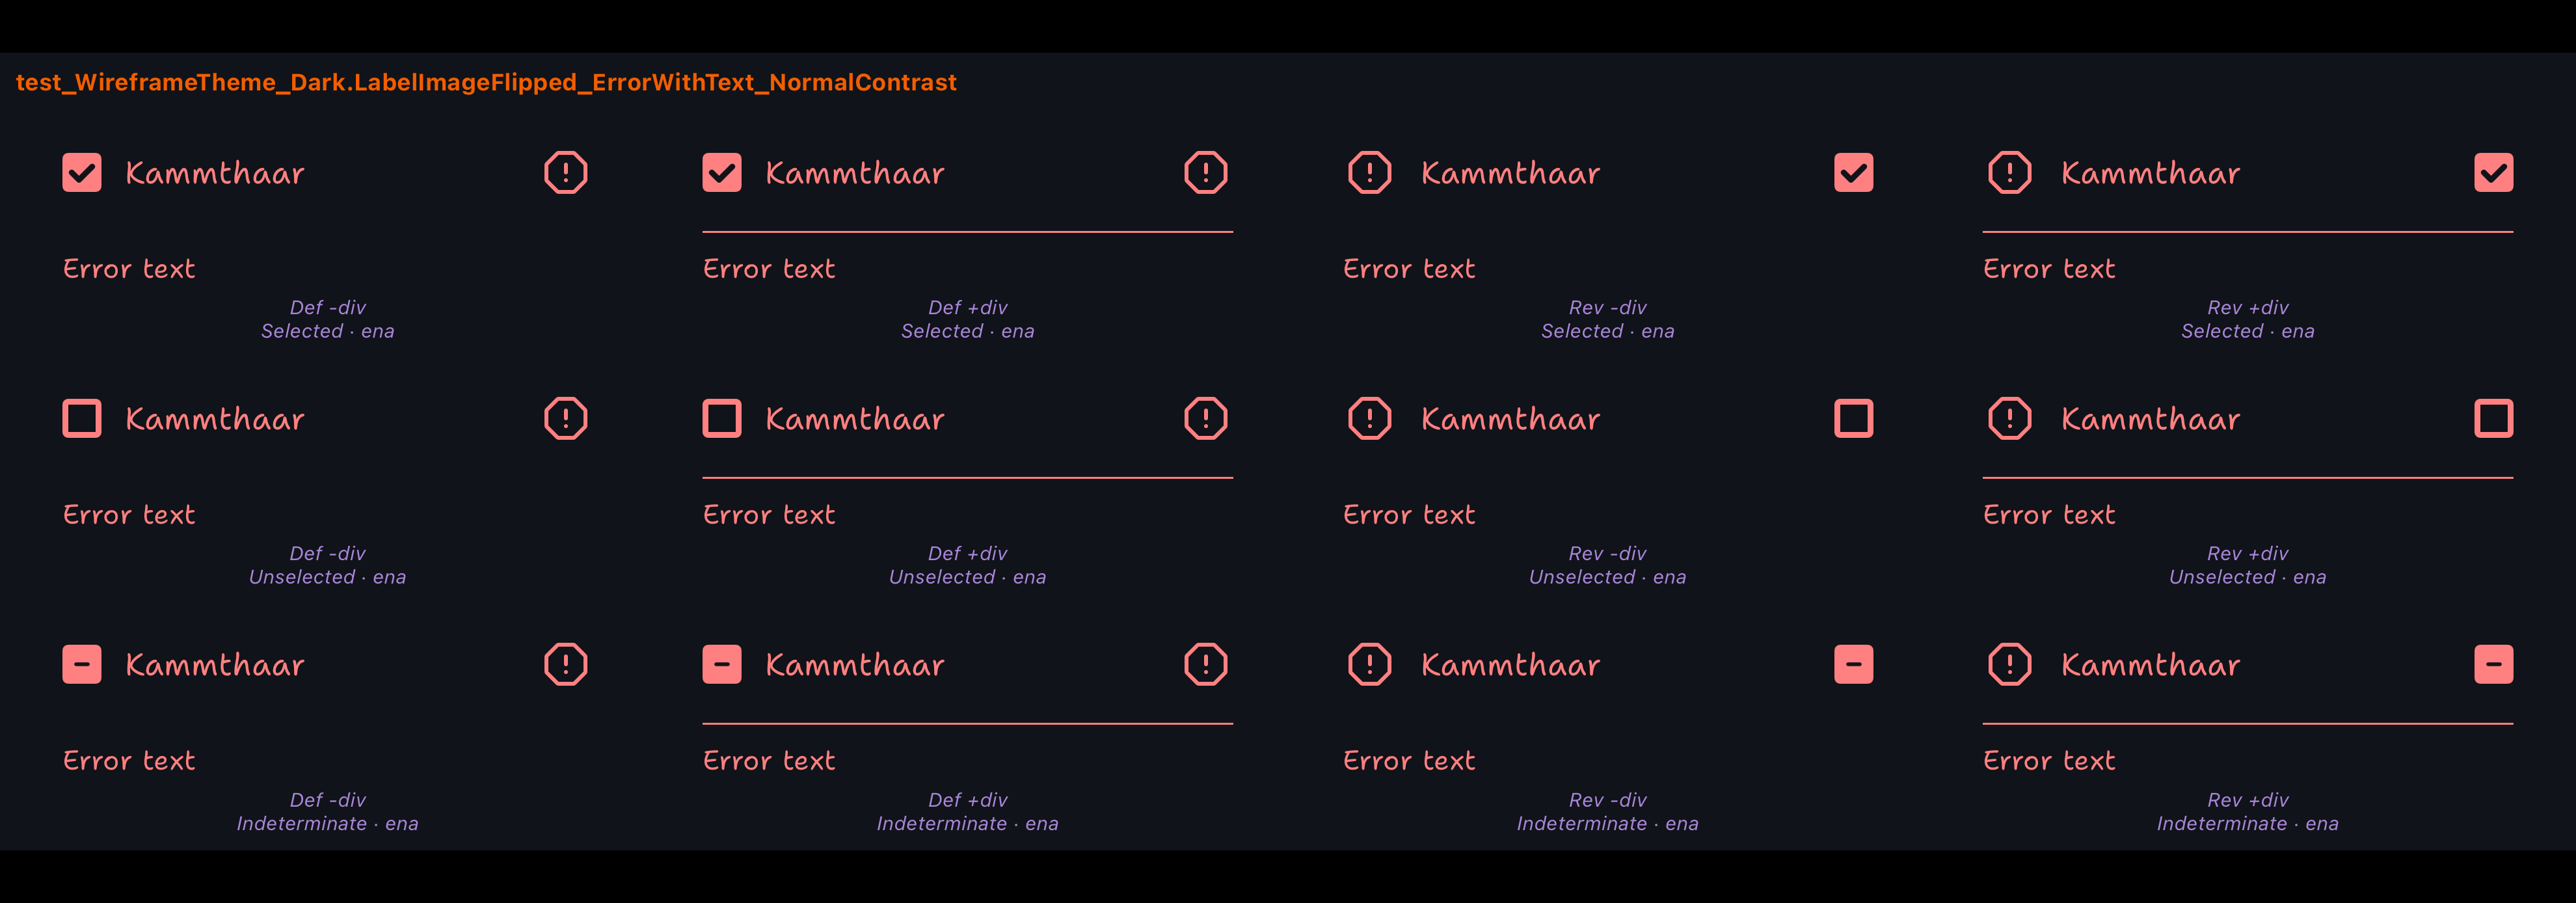 test_WireframeTheme_Dark.LabelImageFlipped_ErrorWithText_NormalContrast
Kammthaar
Error text
Def -div
Selected · ena
Kammthaar
Error text
Def +div
Selected · ena
Kammthaar
Error text
Rev -div
Selected · ena
Kammthaar
Error text
Rev +div
Selected · ena
Kammthaar
Error text
Def -div
Unselected · ena
Kammthaar
Error text
Def +div
Unselected · ena
Kammthaar
Error text
Rev -div
Unselected · ena
Kammthaar
Error text
Rev +div
Unselected · ena
Kammthaar
Error text
Def -div
Indeterminate · ena
Kammthaar
Error text
Def +div
Indeterminate · ena
Kammthaar
Error text
Rev -div
Indeterminate · ena
Kammthaar
Error text
Rev +div
Indeterminate · ena